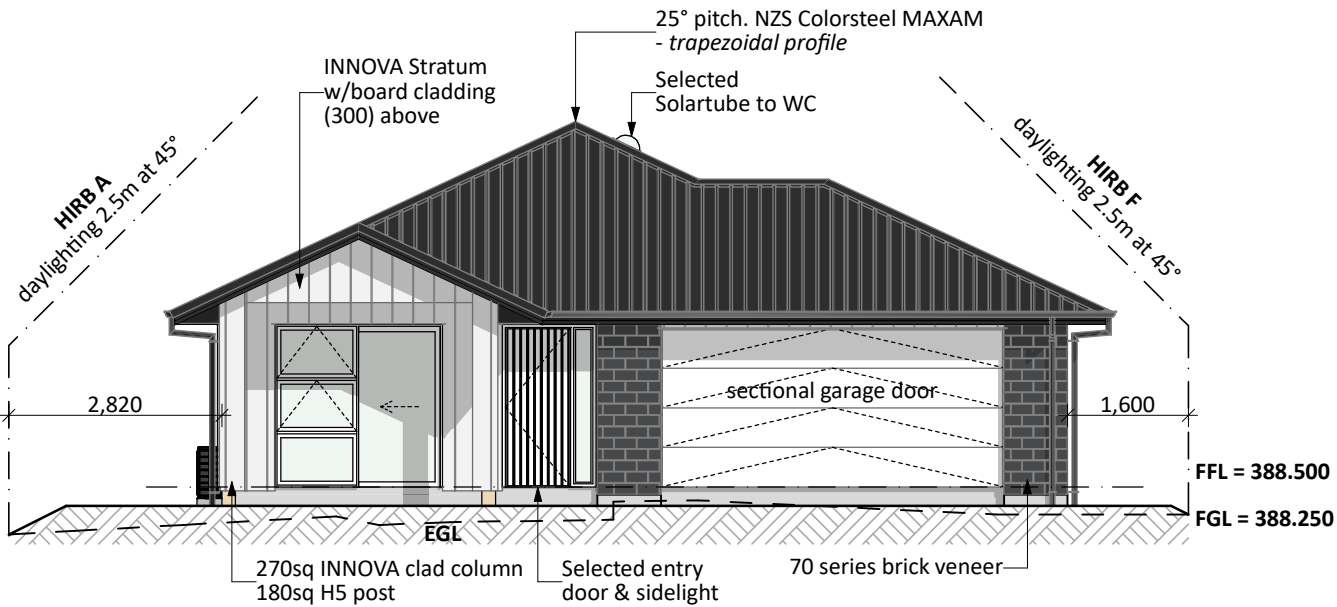 25° pitch. NZS Colorsteel MAXAM
- trapezoidal profile
INNOVA Stratum
w/board cladding
(300) above
Selected
Solartube to WC
HIRB A
daylighting 2.5m at 45°
HIRB F
daylighting 2.5m at 45°
sectional garage door
2,820
1,600
FFL = 388.500
FGL = 388.250
EGL
270sq INNOVA clad column
180sq H5 post
Selected entry
door & sidelight
70 series brick veneer